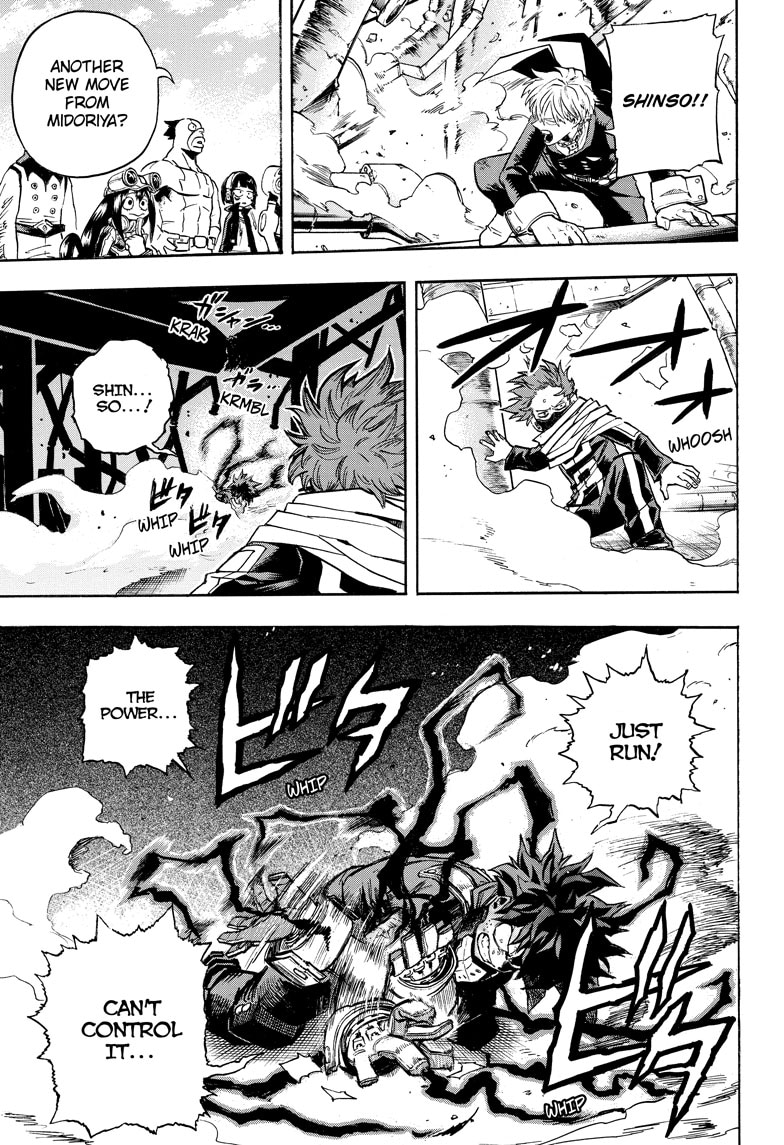 SHINSO!!
ANOTHER
NEW MOVE
FROM
MIDORIYA?
オオオ
WHOOSH
ガシャン…
KRAK
ガラ…
KRMBL
SHIN…
SO…!
ビタ
WHIP
ビタ
WHIP
JUST
RUN!
ビタ
WHIP
THE
POWER…
ビタ
WHIP
CAN'T
CONTROL
IT…